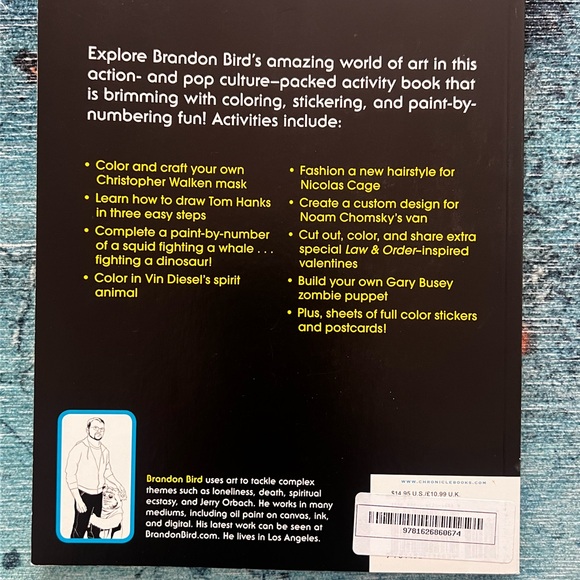 Explore Brandon Bird's amazing world of art in this
action- and pop culture–packed activity book that
is brimming with coloring, stickering, and paint-by-
numbering fun! Activities include:
• Color and craft your own
Christopher Walken mask
• Learn how to draw Tom Hanks
in three easy steps
• Complete a paint-by-number
of a squid fighting a whale . . .
fighting a dinosaur!
• Color in Vin Diesel's spirit
animal
• Fashion a new hairstyle for
Nicolas Cage
• Create a custom design for
Noam Chomsky's van
• Cut out, color, and share extra
special Law & Order–inspired
valentines
• Build your own Gary Busey
zombie puppet
• Plus, sheets of full color stickers
and postcards!
Brandon Bird uses art to tackle complex
themes such as loneliness, death, spiritual
ecstasy, and Jerry Orbach. He works in many
mediums, including oil paint on canvas, ink,
and digital. His latest work can be seen at
BrandonBird.com. He lives in Los Angeles.
WWW.CHRONICLEBOOKS.COM
$14.95 U.S./£10.99 U.K.
9781626860674